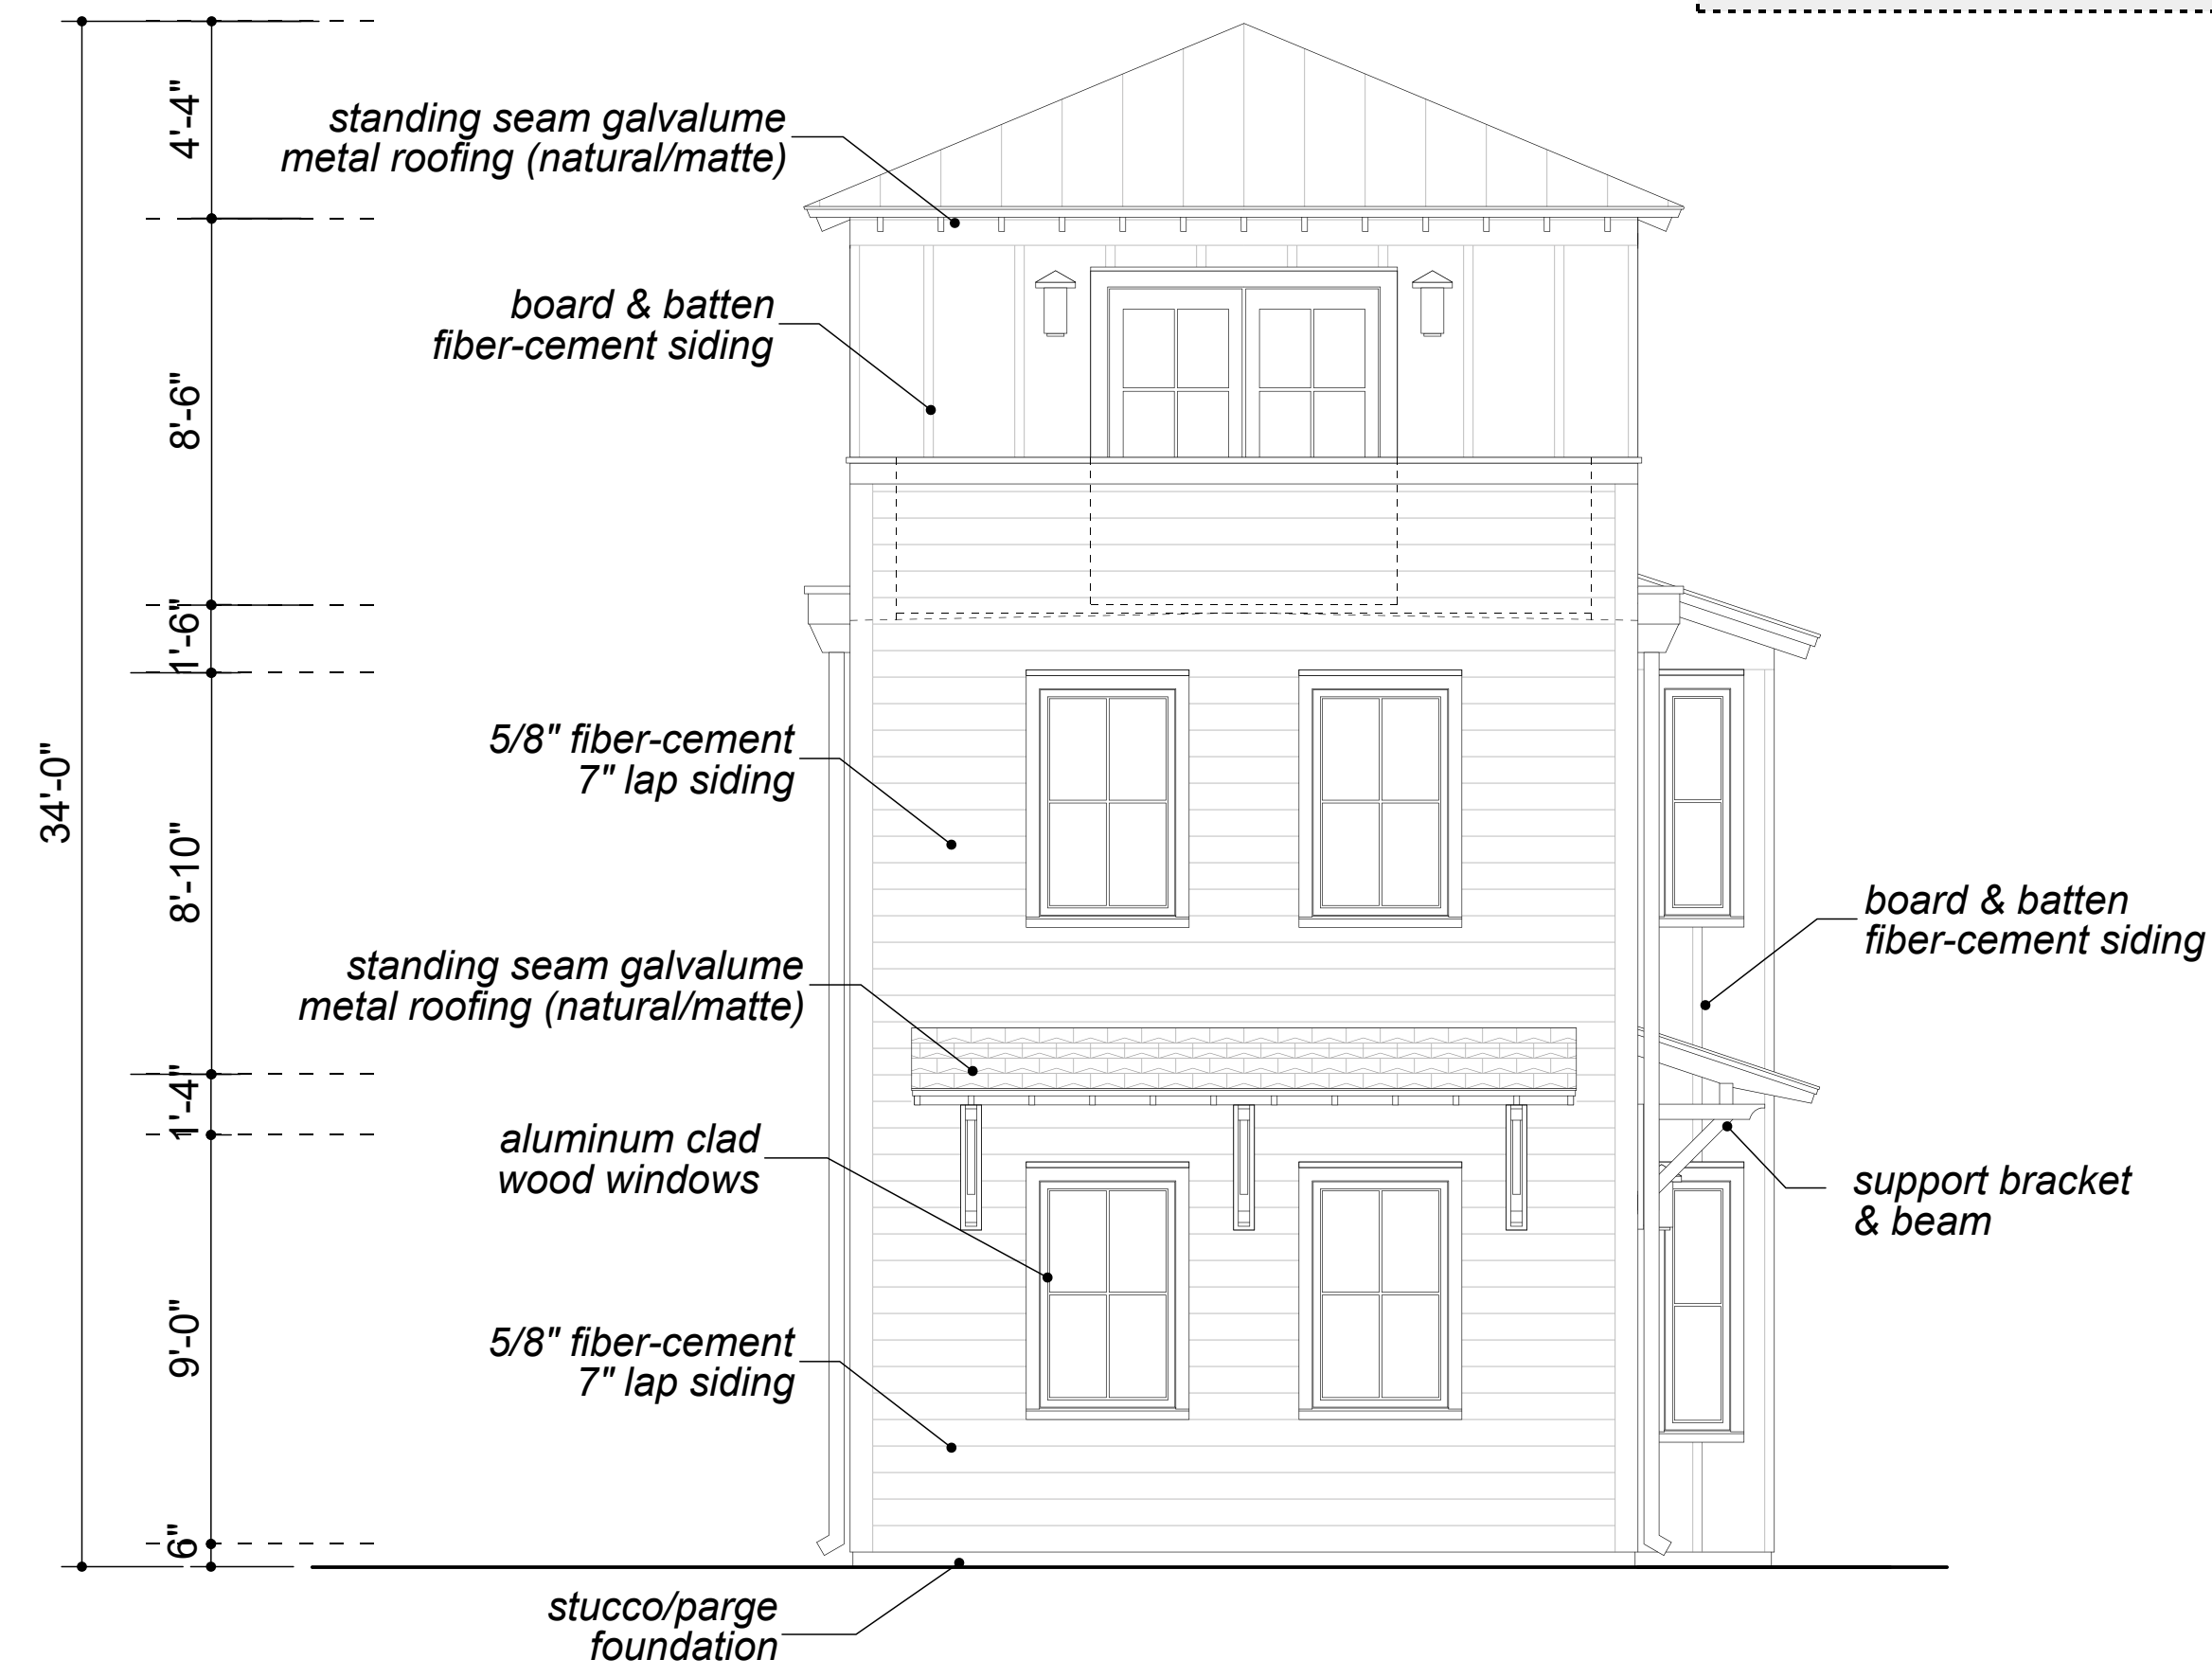 4'-4"
standing seam galvalume
metal roofing (natural/matte)
board & batten
fiber-cement siding
8'-6"
1'-6"
34'-0"
5/8" fiber-cement
7" lap siding
8'-10"
board & batten
fiber-cement siding
standing seam galvalume
metal roofing (natural/matte)
1'-4"
aluminum clad
wood windows
support bracket
& beam
9'-0"
5/8" fiber-cement
7" lap siding
6"
stucco/parge
foundation